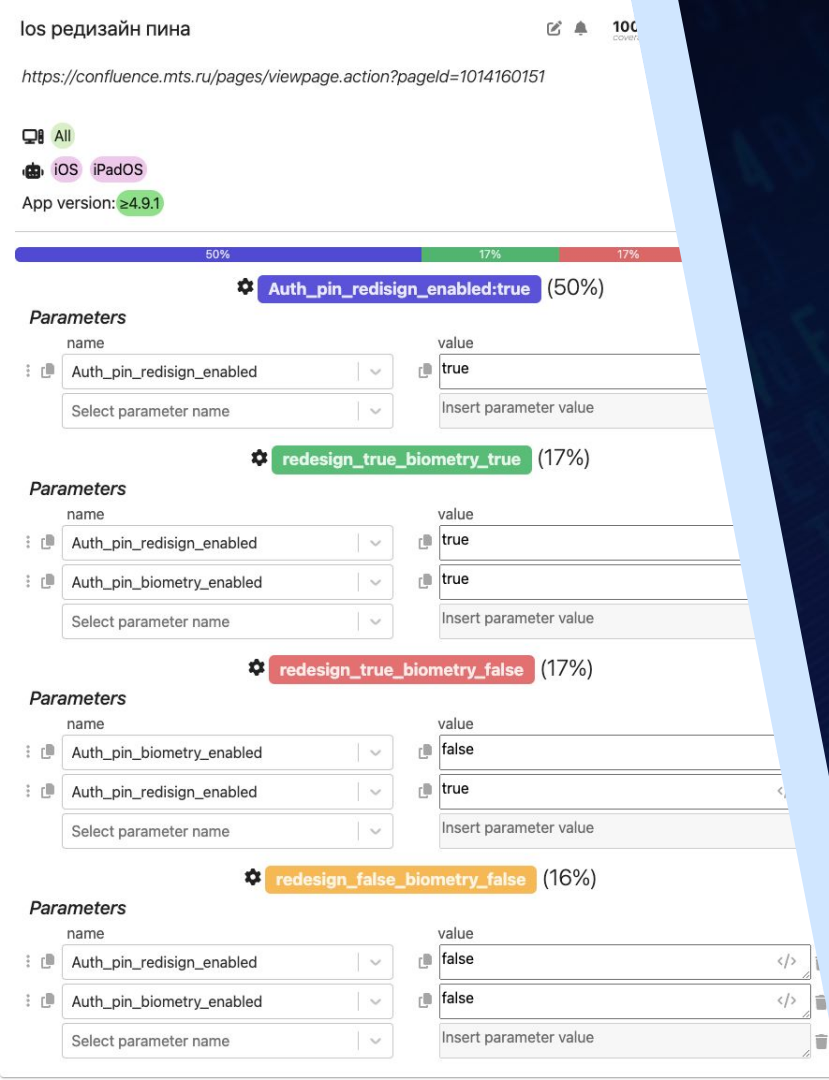 Ios редизайн пина 100
https://confluence.mts.ru/pages/viewpage.action?pageId=1014160151
All
iOS iPadOS
App version: ≥4.9.1
50% 17% 17%
Auth_pin_redisign_enabled:true (50%)
Parameters
name value
Auth_pin_redisign_enabled true
Select parameter name Insert parameter value
redesign_true_biometry_true (17%)
Parameters
name value
Auth_pin_redisign_enabled true
Auth_pin_biometry_enabled true
Select parameter name Insert parameter value
redesign_true_biometry_false (17%)
Parameters
name value
Auth_pin_biometry_enabled false
Auth_pin_redisign_enabled true
Select parameter name Insert parameter value
redesign_false_biometry_false (16%)
Parameters
name value
Auth_pin_redisign_enabled false </>
Auth_pin_biometry_enabled false </>
Select parameter name Insert parameter value